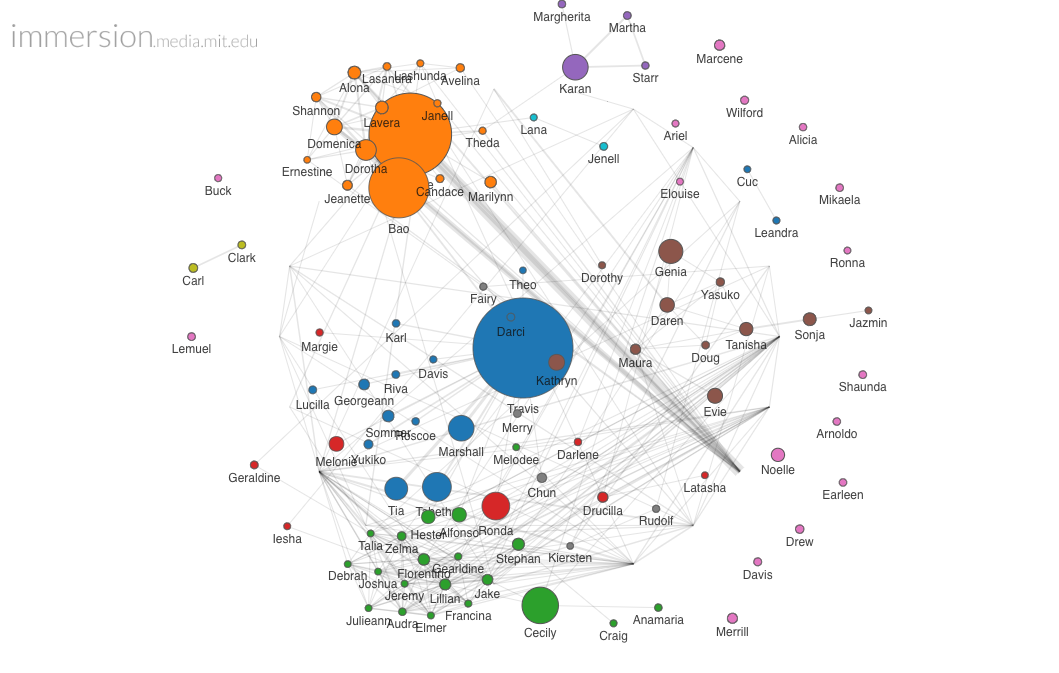 immersion.media.mit.edu
Margherita
Martha
Marcene
Starr
Karan
Lasandra
Lashunda
Avelina
Alona
Shannon
Lavera
Janell
Wilford
Domenica
Theda
Lana
Ariel
Alicia
Jenell
Ernestine
Dorotha
Buck
Jeanette
Candace
Marilynn
Elouise
Cuc
Mikaela
Bao
Leandra
Clark
Ronna
Carl
Theo
Dorothy
Genia
Fairy
Yasuko
Daren
Darci
Jazmin
Karl
Sonja
Lemuel
Margie
Tanisha
Maura
Doug
Davis
Kathryn
Riva
Shaunda
Lucilla
Georgeann
Travis
Evie
Sommer
Roscoe
Merry
Arnoldo
Marshall
Melodee
Darlene
Melonie
Yukiko
Noelle
Geraldine
Chun
Latasha
Earleen
Tia
Drucilla
Rudolf
Ronda
Hester
Alfonso
Iesha
Talia
Zelma
Drew
Stephan
Kiersten
Gearldine
Florentino
Debrah
Joshua
Davis
Jeremy
Lillian
Jake
Julieann
Audra
Elmer
Francina
Cecily
Craig
Anamaria
Merrill